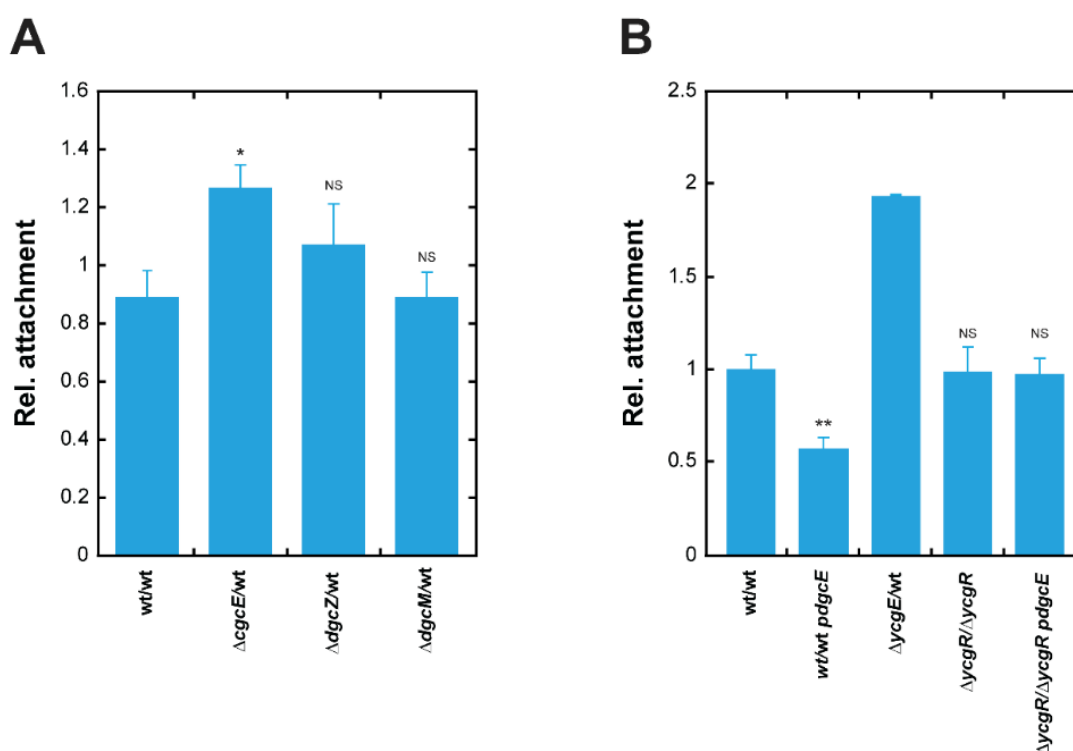 A
Rel. attachment
1.6
1.4
1.2
1
0.8
0.6
0.4
0.2
0
*
NS
NS
wt/wt
ΔcgcE/wt
ΔdgcZ/wt
ΔdgcM/wt
B
Rel. attachment
2.5
2
1.5
1
0.5
0
**
NS
NS
wt/wt
wt/wt pdgcE
ΔycgE/wt
ΔycgR/ΔycgR
ΔycgR/ΔycgR pdgcE